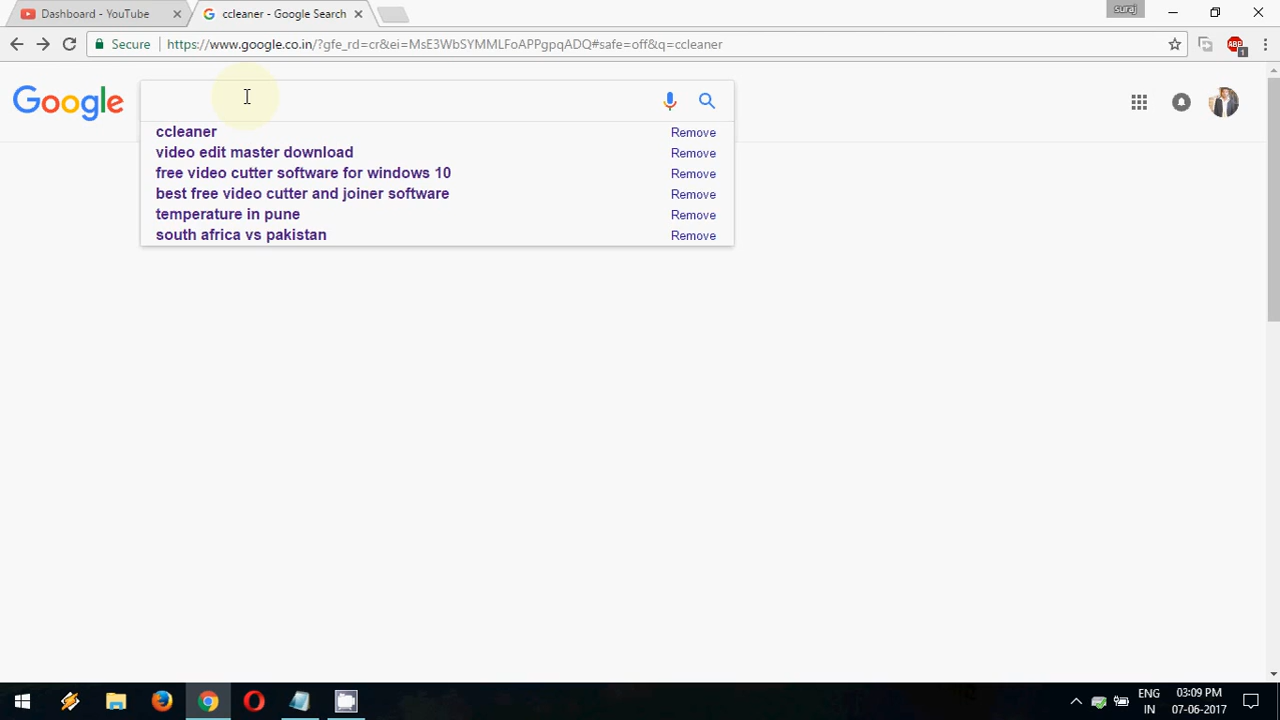 suraj
Dashboard - YouTube
ccleaner - Google Search
Secure
https://www.google.co.in/?gfe_rd=cr&ei=MsE3WbSYMMLFoAPPgpqADQ#safe=off&q=ccleaner
ABP
1
Google
ccleaner Remove
video edit master download Remove
free video cutter software for windows 10 Remove
best free video cutter and joiner software Remove
temperature in pune Remove
south africa vs pakistan Remove
ENG 03:09 PM
IN 07-06-2017